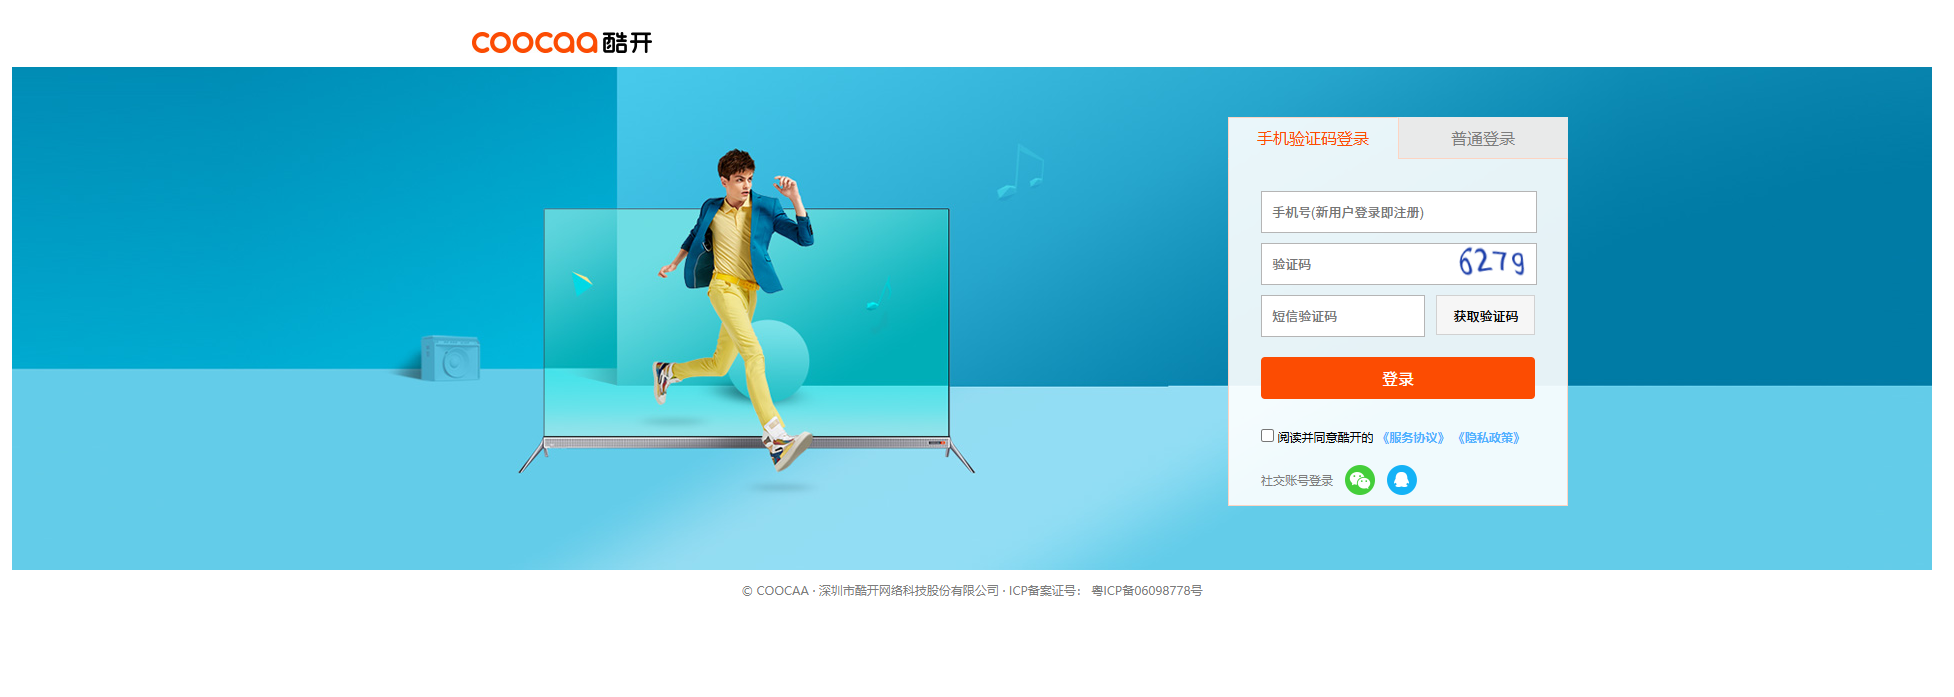 coocaa 酷开
手机验证码登录 普通登录
手机号(新用户登录即注册)
验证码 6279
短信验证码 获取验证码
登录
阅读并同意酷开的 《服务协议》 《隐私政策》
社交账号登录
© COOCAA · 深圳市酷开网络科技股份有限公司 · ICP备案证号： 粤ICP备06098778号